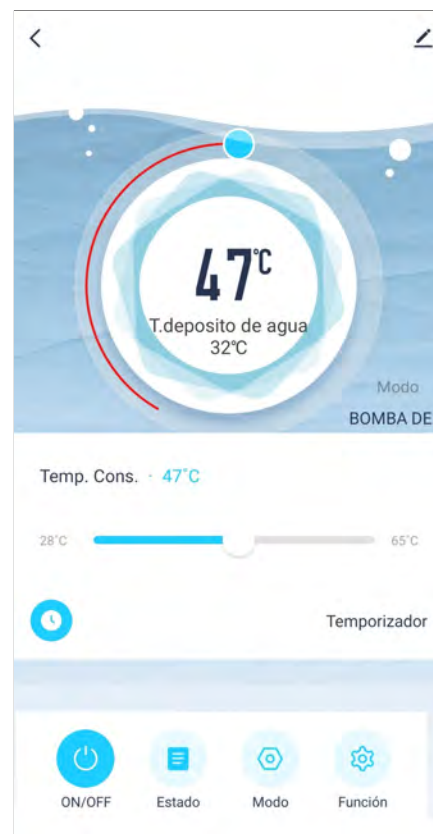 47°C
T.deposito de agua
32°C
Modo
BOMBA DE
Temp. Cons. · 47°C
28°C 65°C
Temporizador
ON/OFF Estado Modo Función